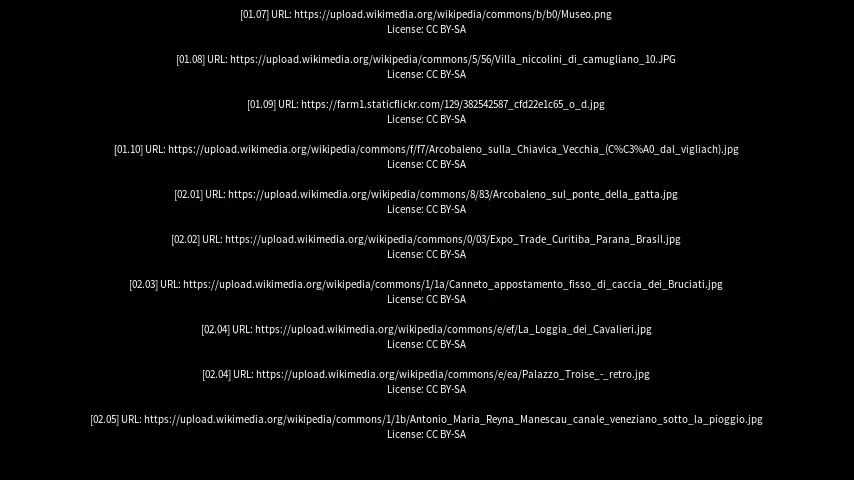 [01.07] URL: https://upload.wikimedia.org/wikipedia/commons/b/b0/Museo.png
License: CC BY-SA
[01.08] URL: https://upload.wikimedia.org/wikipedia/commons/5/56/Villa_niccolini_di_camugliano_10.JPG
License: CC BY-SA
[01.09] URL: https://farm1.staticflickr.com/129/382542587_cfd22e1c65_o_d.jpg
License: CC BY-SA
[01.10] URL: https://upload.wikimedia.org/wikipedia/commons/f/f7/Arcobaleno_sulla_Chiavica_Vecchia_(C%C3%A0_dal_vigliach).jpg
License: CC BY-SA
[02.01] URL: https://upload.wikimedia.org/wikipedia/commons/8/83/Arcobaleno_sul_ponte_della_gatta.jpg
License: CC BY-SA
[02.02] URL: https://upload.wikimedia.org/wikipedia/commons/0/03/Expo_Trade_Curitiba_Parana_Brasil.jpg
License: CC BY-SA
[02.03] URL: https://upload.wikimedia.org/wikipedia/commons/1/1a/Canneto_appostamento_fisso_di_caccia_dei_Bruciati.jpg
License: CC BY-SA
[02.04] URL: https://upload.wikimedia.org/wikipedia/commons/e/ef/La_Loggia_dei_Cavalieri.jpg
License: CC BY-SA
[02.04] URL: https://upload.wikimedia.org/wikipedia/commons/e/ea/Palazzo_Troise_-_retro.jpg
License: CC BY-SA
[02.05] URL: https://upload.wikimedia.org/wikipedia/commons/1/1b/Antonio_Maria_Reyna_Manescau_canale_veneziano_sotto_la_pioggio.jpg
License: CC BY-SA